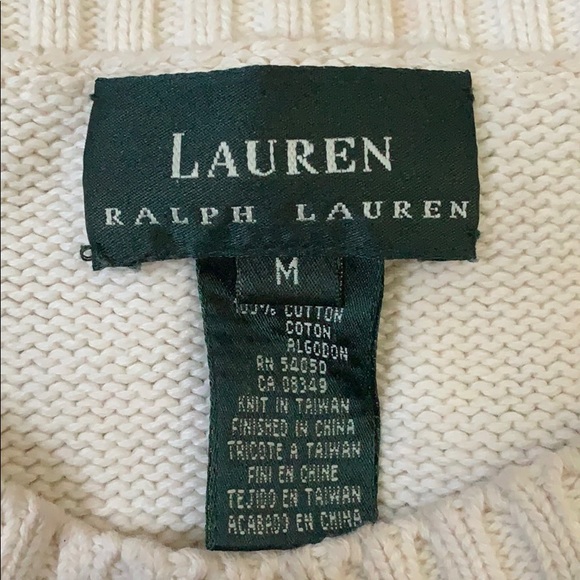 LAUREN
RALPH LAUREN
M
100% COTTON
COTON
ALGODON
RN 54050
CA 08349
KNIT IN TAIWAN
FINISHED IN CHINA
TRICOTE A TAIWAN
FINI EN CHINE
TEJIDO EN TAIWAN
ACABADO EN CHINA